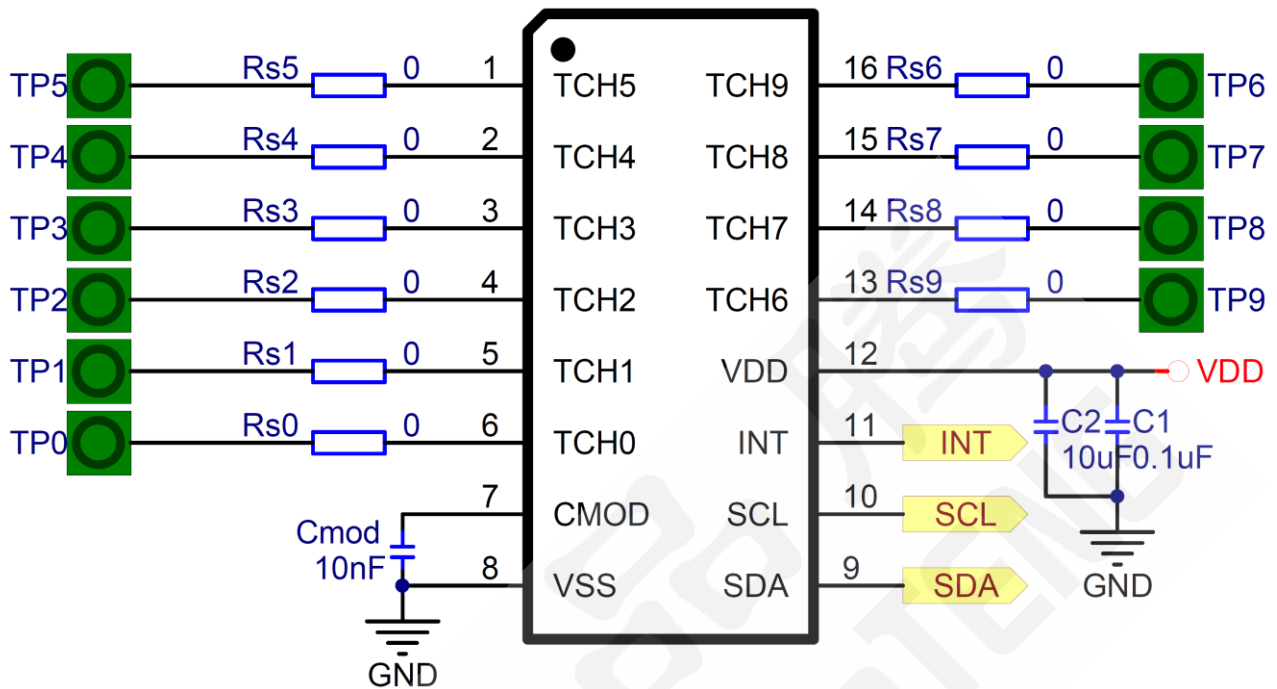 TP5 Rs5 0 1 TCH5 TCH9 16 Rs6 0 TP6
TP4 Rs4 0 2 TCH4 TCH8 15 Rs7 0 TP7
TP3 Rs3 0 3 TCH3 TCH7 14 Rs8 0 TP8
TP2 Rs2 0 4 TCH2 TCH6 13 Rs9 0 TP9
TP1 Rs1 0 5 TCH1 VDD 12 VDD
TP0 Rs0 0 6 TCH0 INT 11 INT C2 C1
10uF0.1uF
Cmod 7 CMOD SCL 10 SCL
10nF 8 VSS SDA 9 SDA GND
GND